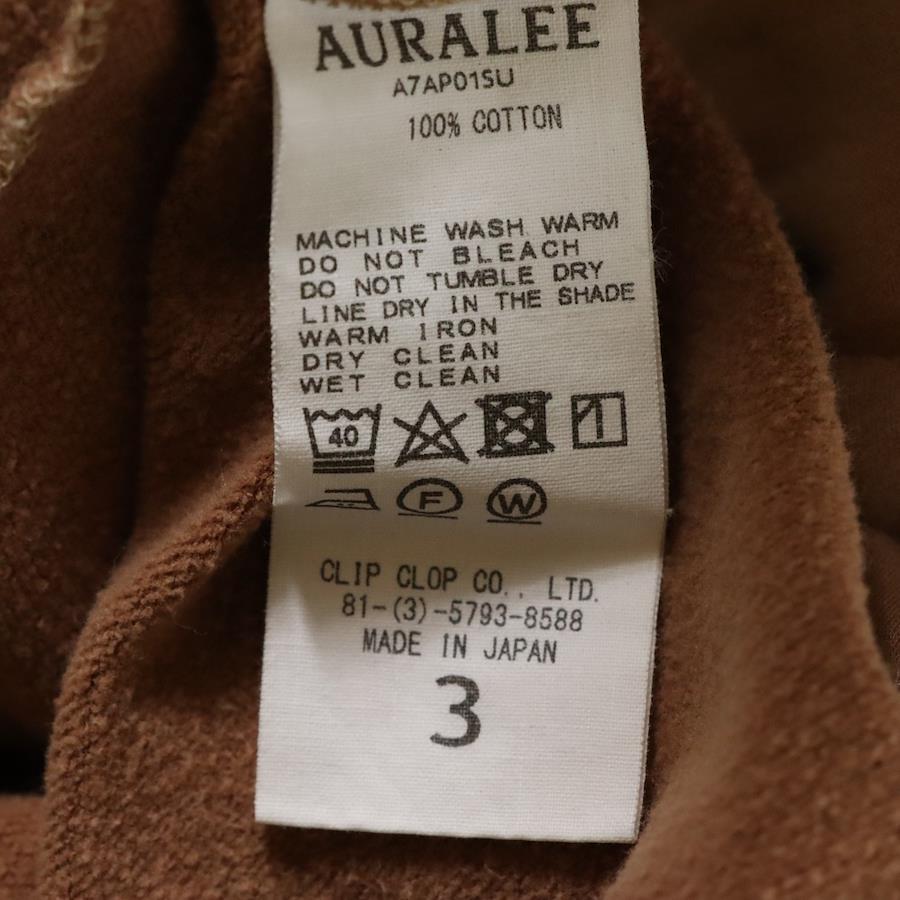 AURALEE
A7AP01SU
100% COTTON
MACHINE WASH WARM
DO NOT BLEACH
DO NOT TUMBLE DRY
LINE DRY IN THE SHADE
WARM IRON
DRY CLEAN
WET CLEAN
40
F W
CLIP CLOP CO., LTD.
81-(3)-5793-8588
MADE IN JAPAN
3